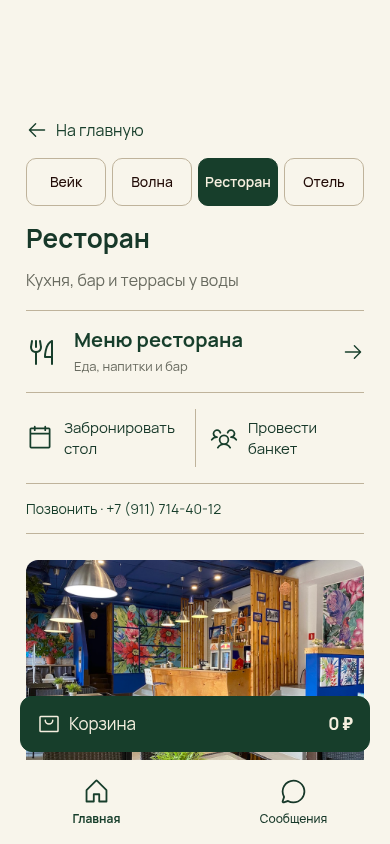 На главную
Вейк
Волна
Ресторан
Отель
Ресторан
Кухня, бар и террасы у воды
Меню ресторана
Еда, напитки и бар
Забронировать
стол
Провести
банкет
Позвонить · +7 (911) 714-40-12
Корзина
0 ₽
Главная
Сообщения